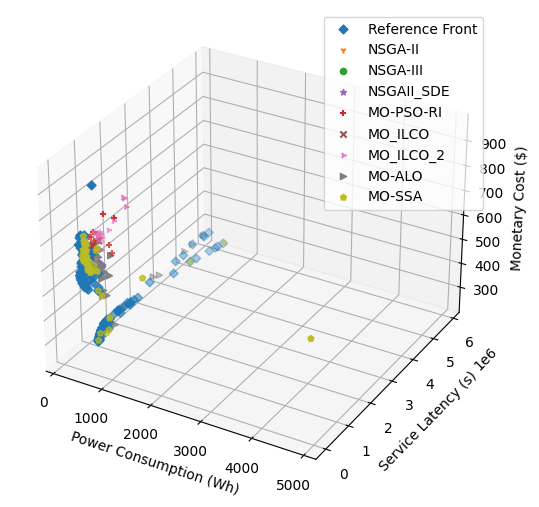 Reference Front
NSGA-II
NSGA-III
NSGAII_SDE
MO-PSO-RI
MO_ILCO
MO_ILCO_2
MO-ALO
MO-SSA
900
800
700
600
500
400
300
Monetary Cost ($)
6
5
4
3
2
1
0
1e6
Service Latency (s)
0
1000
2000
3000
4000
5000
Power Consumption (Wh)